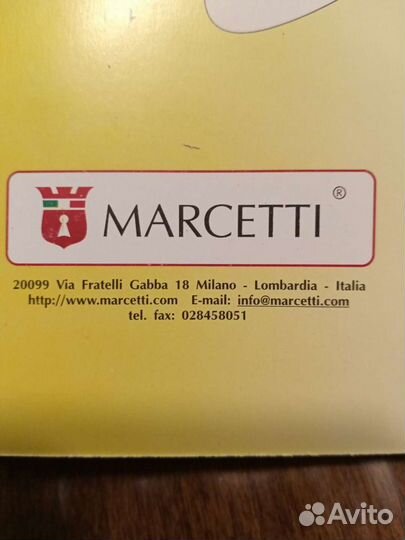 MARCETTI ®
20099 Via Fratelli Gabba 18 Milano - Lombardia - Italia
http://www.marcetti.com E-mail: info@marcetti.com
tel. fax: 028458051
Avito